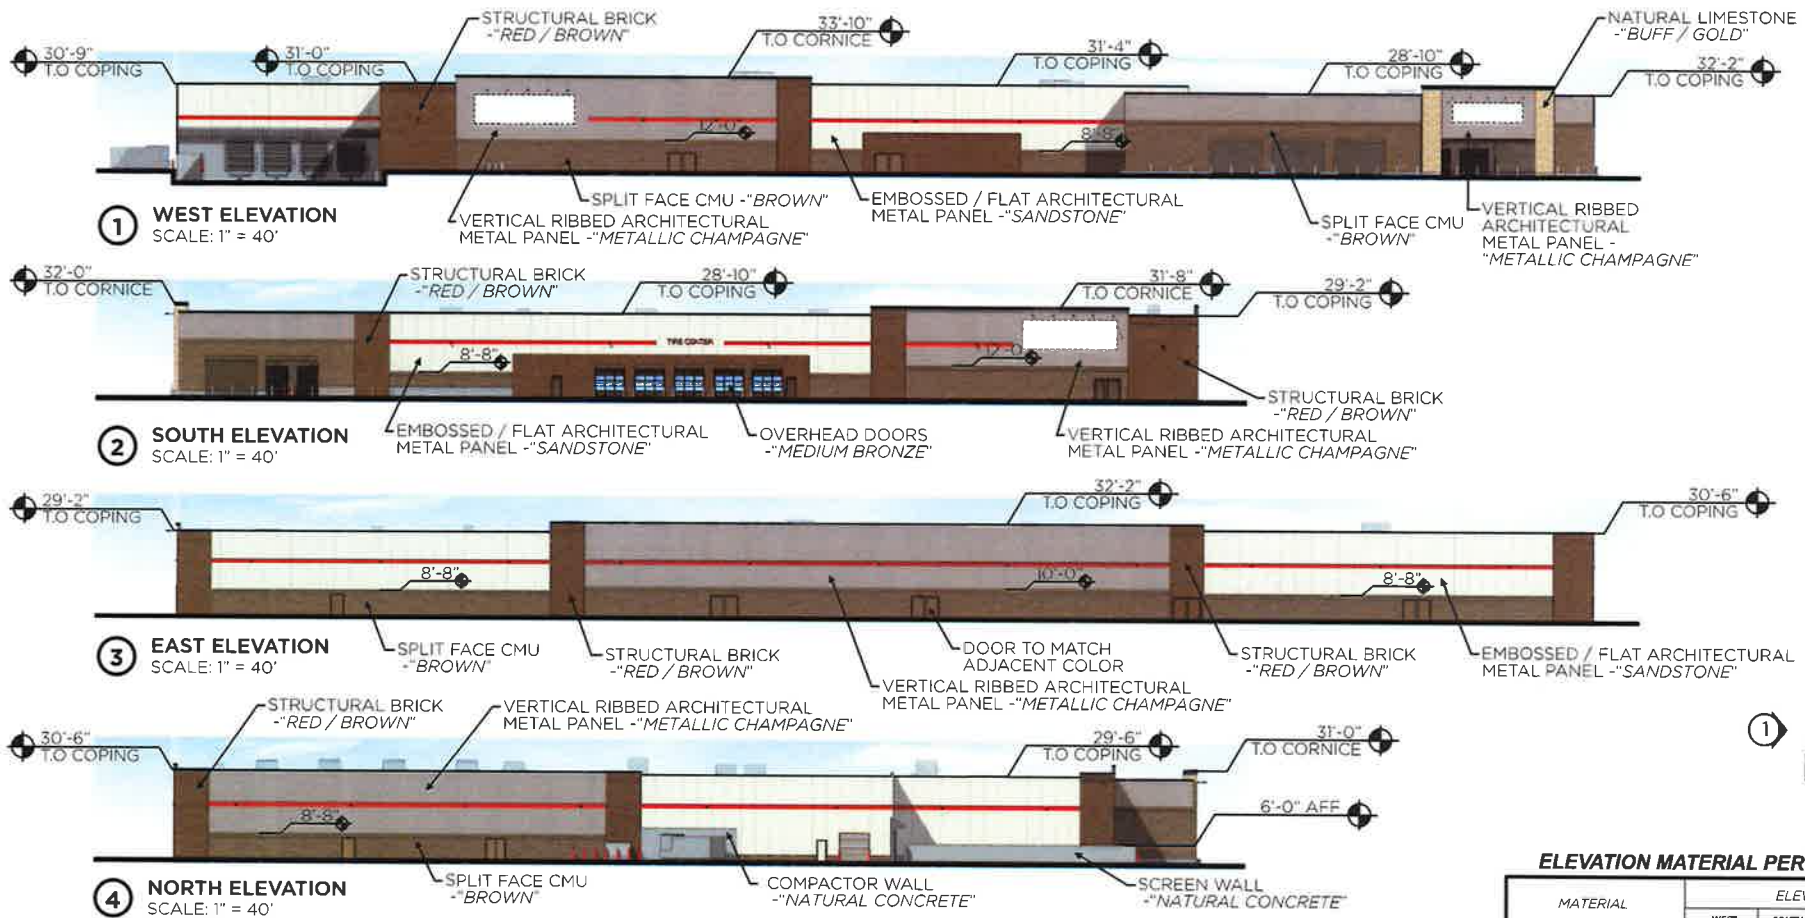 STRUCTURAL BRICK
-"RED / BROWN"
33'-10"
T.O CORNICE
NATURAL LIMESTONE
-"BUFF / GOLD"
30'-9"
T.O COPING
31'-0"
T.O COPING
31'-4"
T.O COPING
28'-10"
T.O COPING
32'-2"
T.O COPING
12'-0"
8'-8"
1
WEST ELEVATION
SCALE: 1" = 40'
SPLIT FACE CMU -"BROWN"
VERTICAL RIBBED ARCHITECTURAL
METAL PANEL -"METALLIC CHAMPAGNE"
EMBOSSED / FLAT ARCHITECTURAL
METAL PANEL -"SANDSTONE"
SPLIT FACE CMU
-"BROWN"
VERTICAL RIBBED
ARCHITECTURAL
METAL PANEL -
-"METALLIC CHAMPAGNE"
32'-0"
T.O CORNICE
STRUCTURAL BRICK
-"RED / BROWN"
28'-10"
T.O COPING
31'-8"
T.O CORNICE
29'-2"
T.O COPING
8'-8"
TIRE CENTER
12'-0"
2
SOUTH ELEVATION
SCALE: 1" = 40'
EMBOSSED / FLAT ARCHITECTURAL
METAL PANEL -"SANDSTONE"
OVERHEAD DOORS
-"MEDIUM BRONZE"
VERTICAL RIBBED ARCHITECTURAL
METAL PANEL -"METALLIC CHAMPAGNE"
STRUCTURAL BRICK
-"RED / BROWN"
29'-2"
T.O COPING
32'-2"
T.O COPING
30'-6"
T.O COPING
8'-8"
10'-0"
8'-8"
3
EAST ELEVATION
SCALE: 1" = 40'
SPLIT FACE CMU
-"BROWN"
STRUCTURAL BRICK
-"RED / BROWN"
DOOR TO MATCH
ADJACENT COLOR
VERTICAL RIBBED ARCHITECTURAL
METAL PANEL -"METALLIC CHAMPAGNE"
STRUCTURAL BRICK
-"RED / BROWN"
EMBOSSED / FLAT ARCHITECTURAL
METAL PANEL -"SANDSTONE"
STRUCTURAL BRICK
-"RED / BROWN"
VERTICAL RIBBED ARCHITECTURAL
METAL PANEL -"METALLIC CHAMPAGNE"
30'-6"
T.O COPING
29'-6"
T.O COPING
31'-0"
T.O CORNICE
1
8'-8"
6'-0" AFF
4
NORTH ELEVATION
SCALE: 1" = 40'
SPLIT FACE CMU
-"BROWN"
COMPACTOR WALL
-"NATURAL CONCRETE"
SCREEN WALL
-"NATURAL CONCRETE"
ELEVATION MATERIAL PER
MATERIAL
ELEV